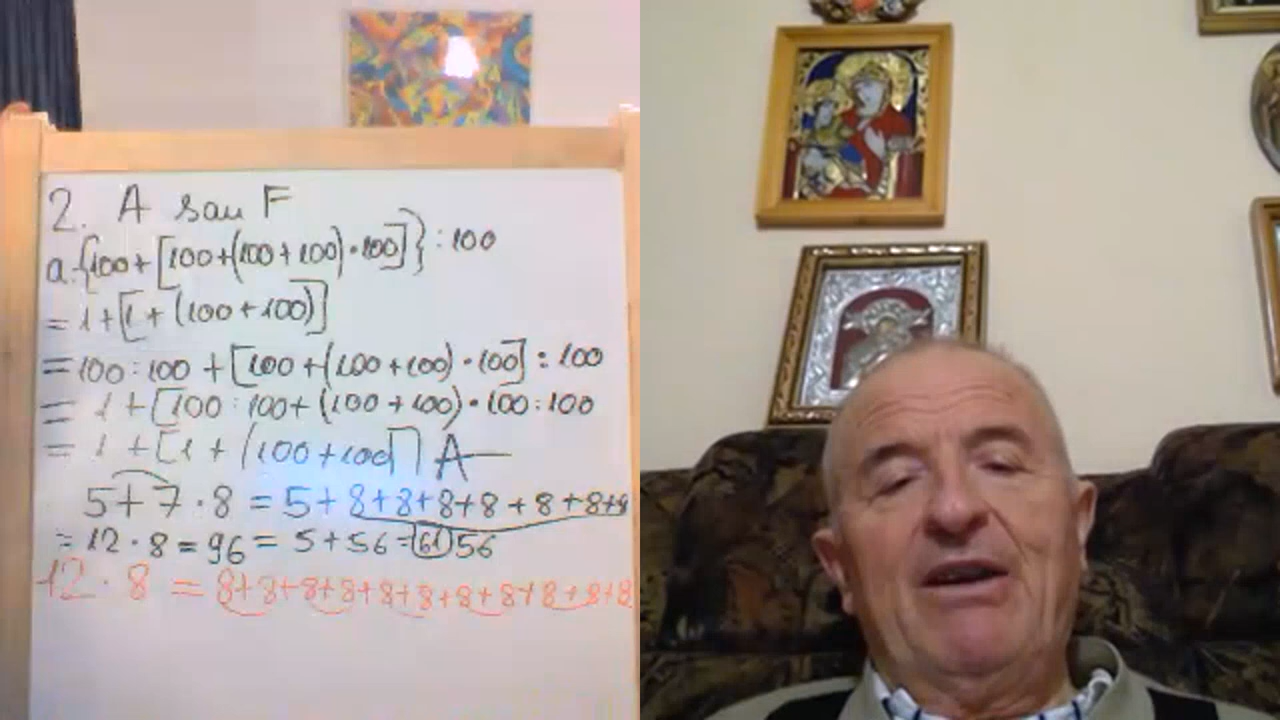 2. A sau F
a. {100+[100+(100+100)·100]}:100
= 1+[1+(100+100)]
= 100:100 + [100+(100+100)·100]:100
= 1+[100:100+(100+100)·100:100
= 1+[1+(100+100)] A
5+7·8 = 5+8+8+8+8+8+8+8
= 12·8 = 96 = 5+56 = 61 56
12·8 = 8+8+8+8+8+8+8+8+8+8+8+8